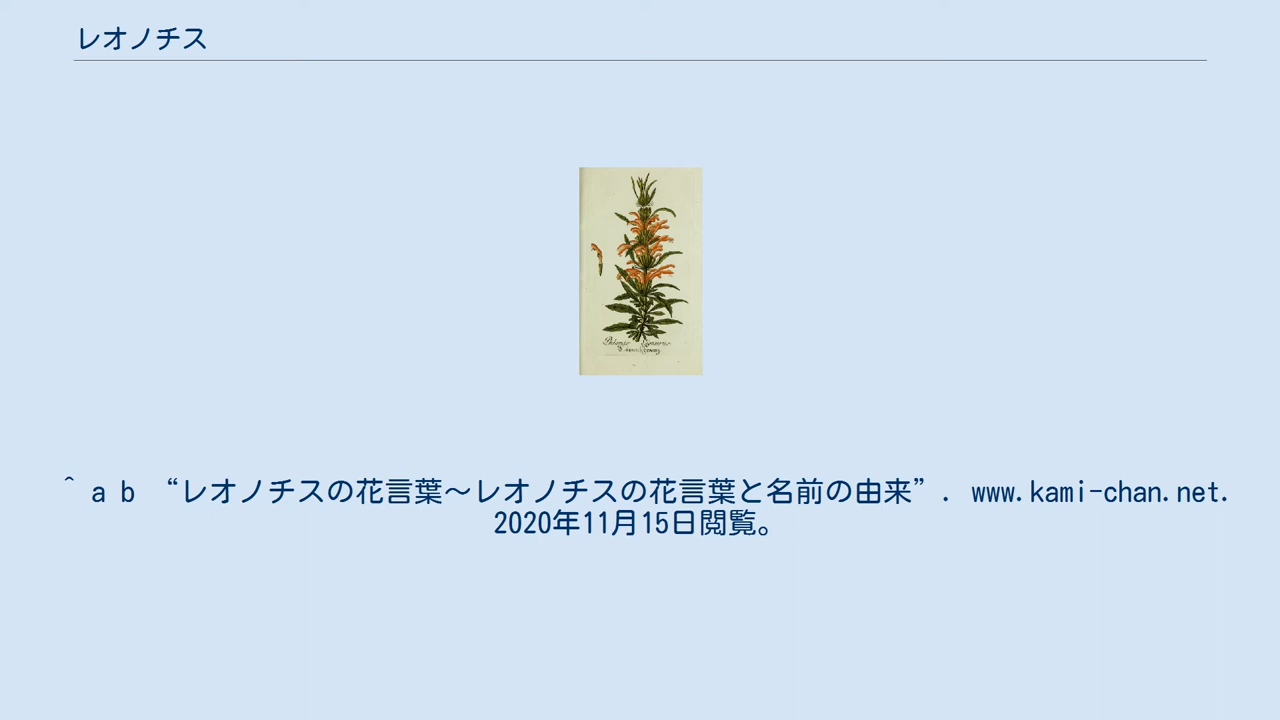 レオノチス
^ a b “レオノチスの花言葉～レオノチスの花言葉と名前の由来”. www.kami-chan.net.
2020年11月15日閲覧。